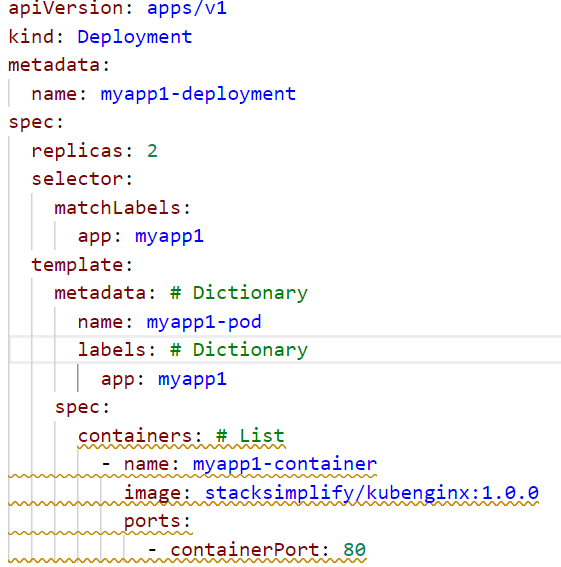 apiVersion: apps/v1
kind: Deployment
metadata:
  name: myapp1-deployment
spec:
  replicas: 2
  selector:
    matchLabels:
      app: myapp1
  template:
    metadata: # Dictionary
      name: myapp1-pod
      labels: # Dictionary
        app: myapp1
    spec:
      containers: # List
        - name: myapp1-container
          image: stacksimplify/kubenginx:1.0.0
          ports:
            - containerPort: 80